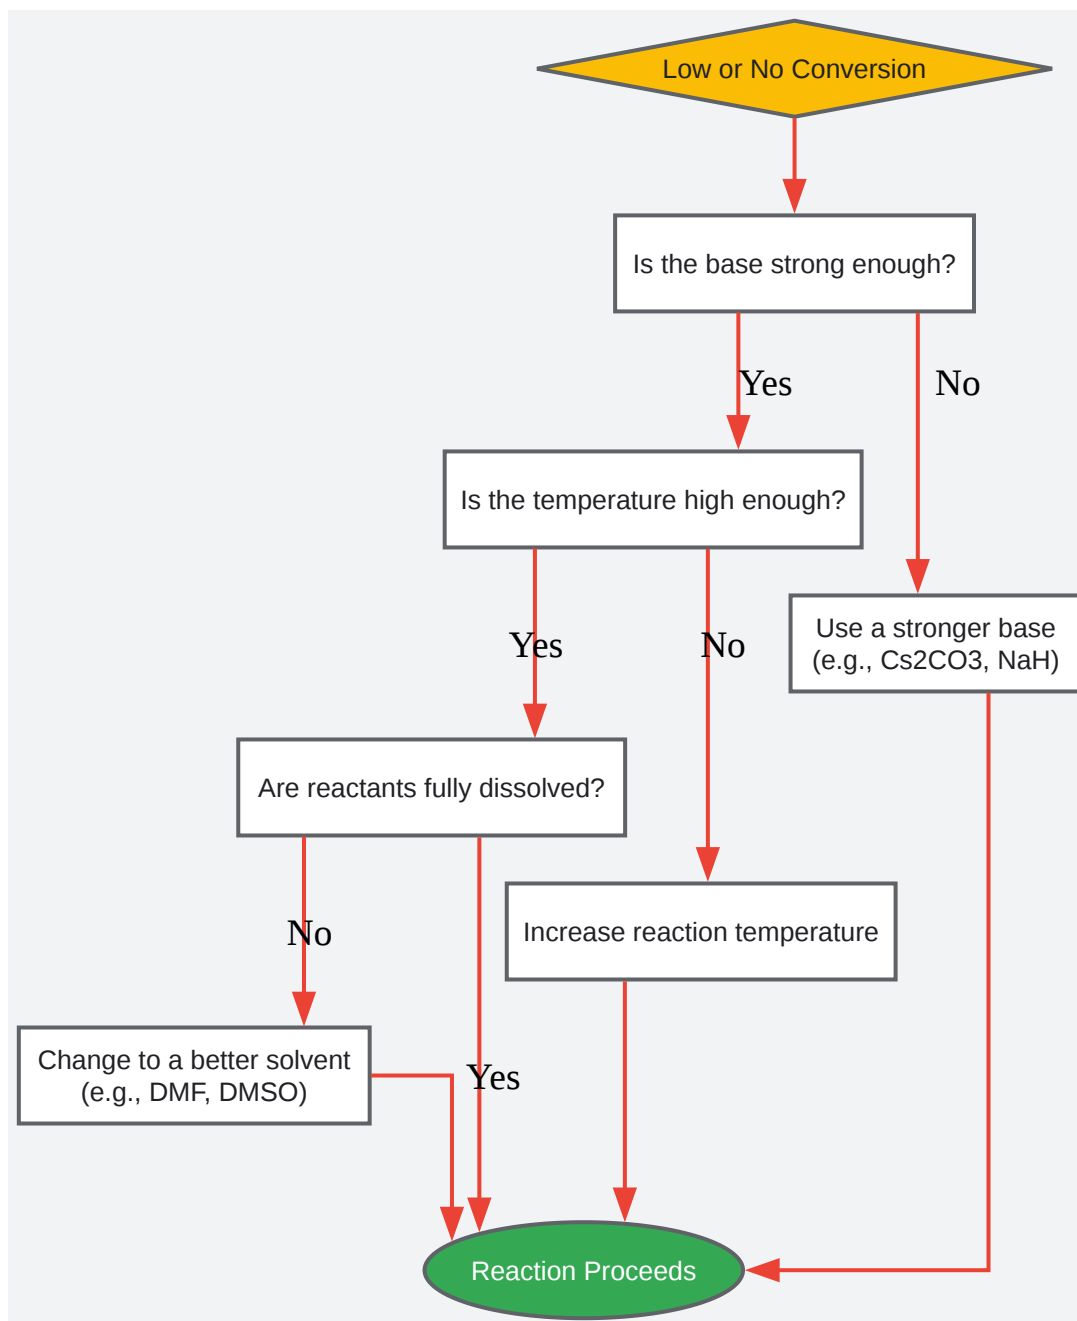 Low or No Conversion
Is the base strong enough?
Yes
No
Is the temperature high enough?
Yes
No
Use a stronger base
(e.g., Cs2CO3, NaH)
Are reactants fully dissolved?
No
Increase reaction temperature
Change to a better solvent
(e.g., DMF, DMSO)
Yes
Reaction Proceeds